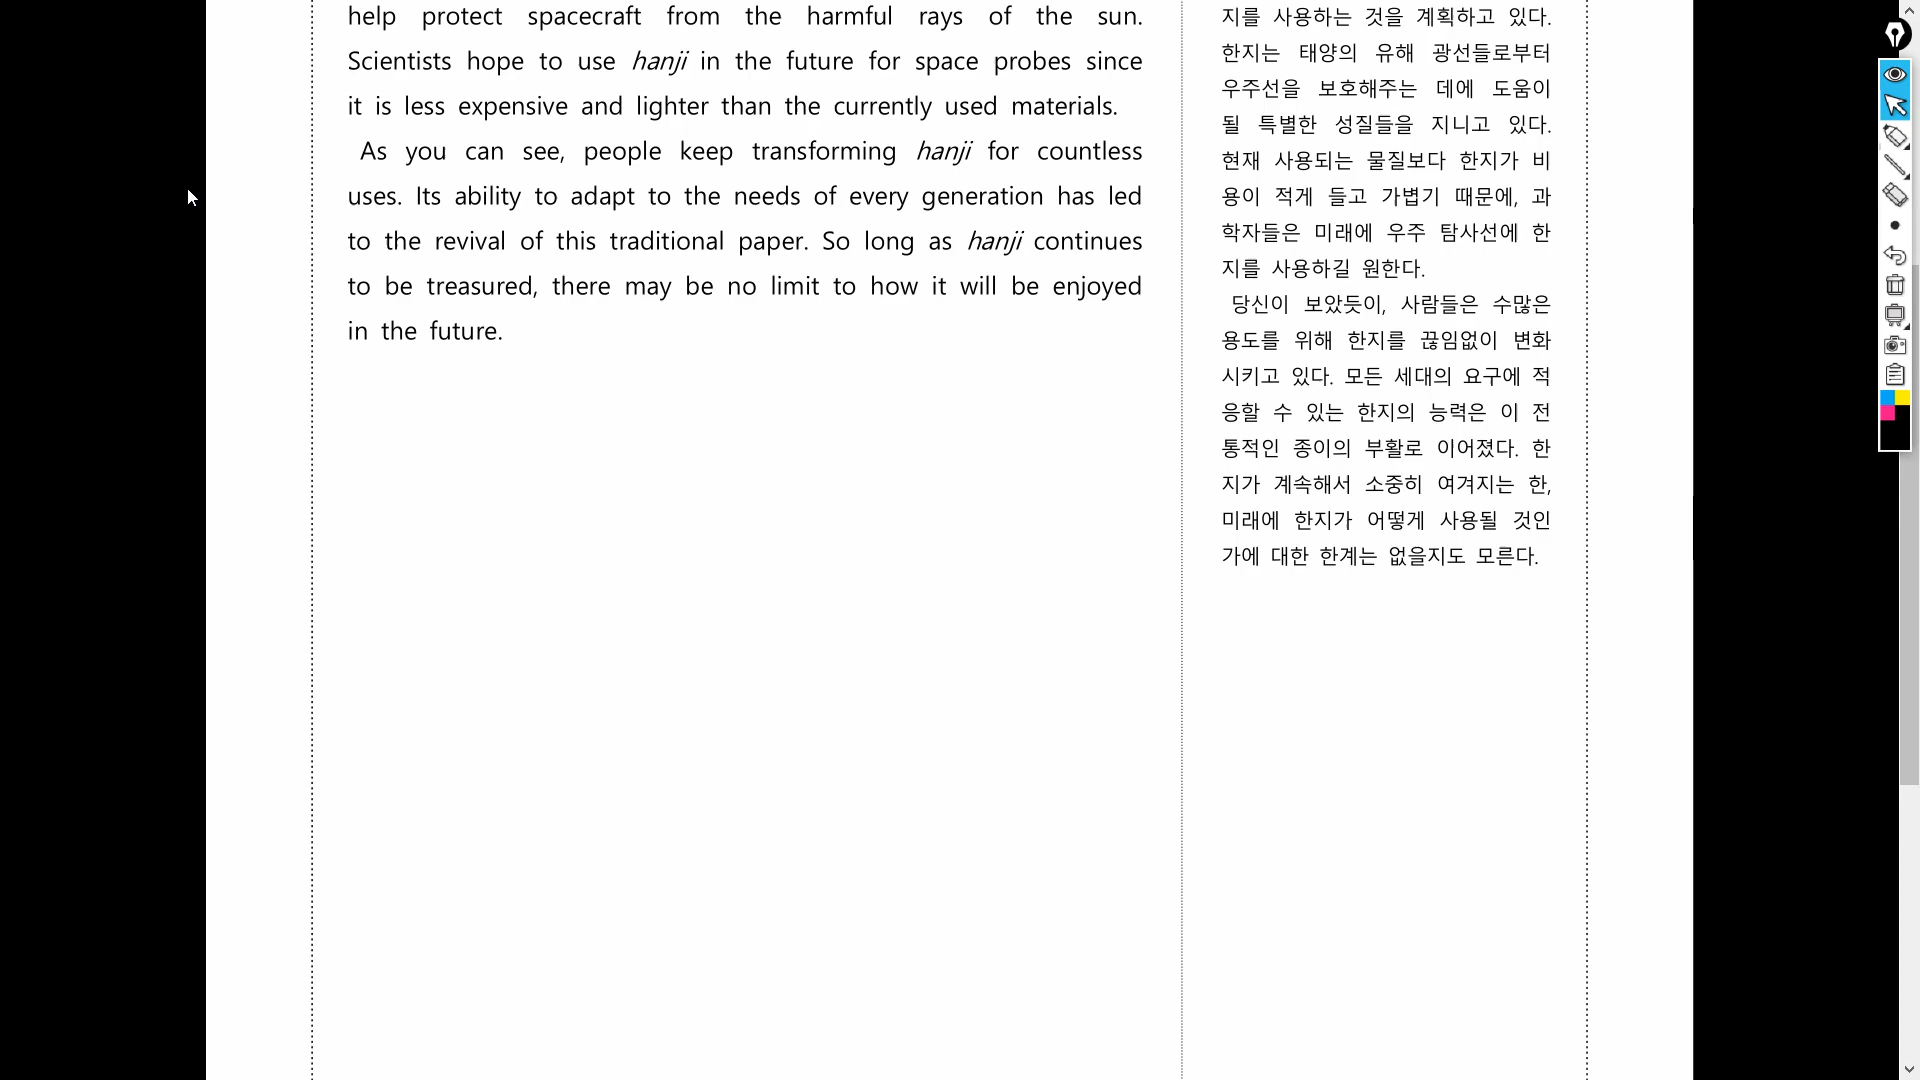 help protect spacecraft from the harmful rays of the sun.
Scientists hope to use hanji in the future for space probes since
it is less expensive and lighter than the currently used materials.
As you can see, people keep transforming hanji for countless
uses. Its ability to adapt to the needs of every generation has led
to the revival of this traditional paper. So long as hanji continues
to be treasured, there may be no limit to how it will be enjoyed
in the future.
지를 사용하는 것을 계획하고 있다.
한지는 태양의 유해 광선들로부터
우주선을 보호해주는 데에 도움이
될 특별한 성질들을 지니고 있다.
현재 사용되는 물질보다 한지가 비
용이 적게 들고 가볍기 때문에, 과
학자들은 미래에 우주 탐사선에 한
지를 사용하길 원한다.
당신이 보았듯이, 사람들은 수많은
용도를 위해 한지를 끊임없이 변화
시키고 있다. 모든 세대의 요구에 적
응할 수 있는 한지의 능력은 이 전
통적인 종이의 부활로 이어졌다. 한
지가 계속해서 소중히 여겨지는 한,
미래에 한지가 어떻게 사용될 것인
가에 대한 한계는 없을지도 모른다.